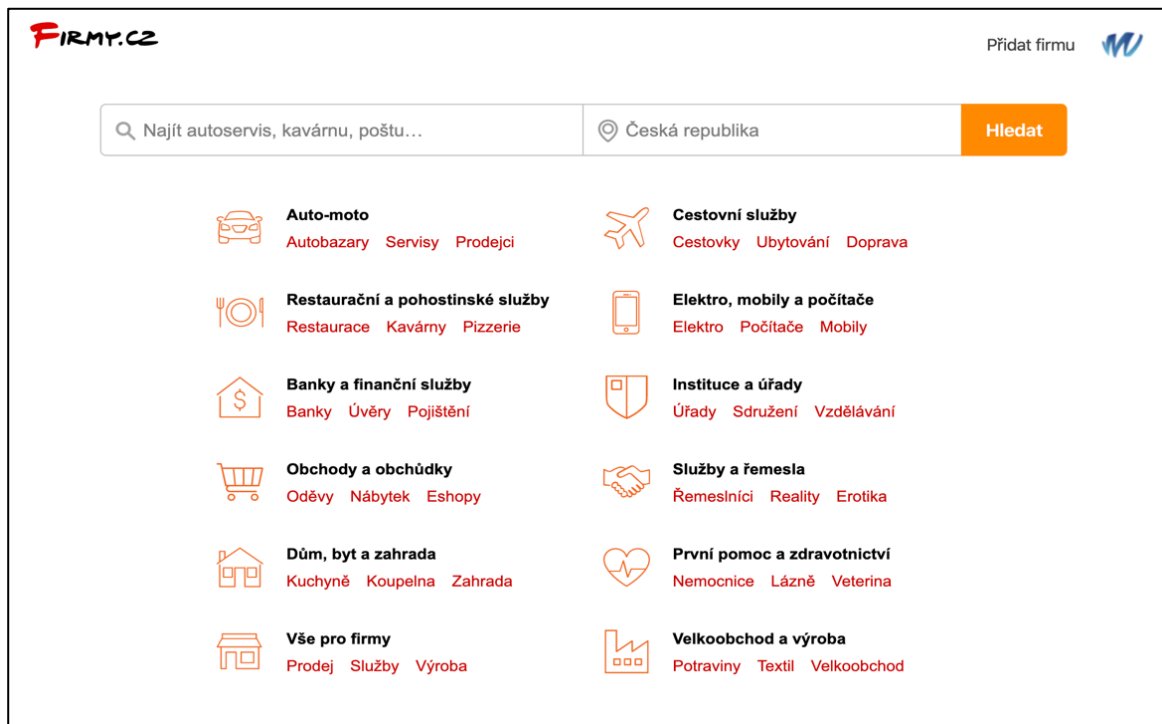 FIRMY.CZ
Přidat firmu
Najít autoservis, kavárnu, poštu…
Česká republika
Hledat
Auto-moto
Autobazary Servisy Prodejci
Cestovní služby
Cestovky Ubytování Doprava
Restaurační a pohostinské služby
Restaurace Kavárny Pizzerie
Elektro, mobily a počítače
Elektro Počítače Mobily
Banky a finanční služby
Banky Úvěry Pojištění
Instituce a úřady
Úřady Sdružení Vzdělávání
Obchody a obchůdky
Oděvy Nábytek Eshopy
Služby a řemesla
Řemeslníci Reality Erotika
Dům, byt a zahrada
Kuchyně Koupelna Zahrada
První pomoc a zdravotnictví
Nemocnice Lázně Veterina
Vše pro firmy
Prodej Služby Výroba
Velkoobchod a výroba
Potraviny Textil Velkoobchod